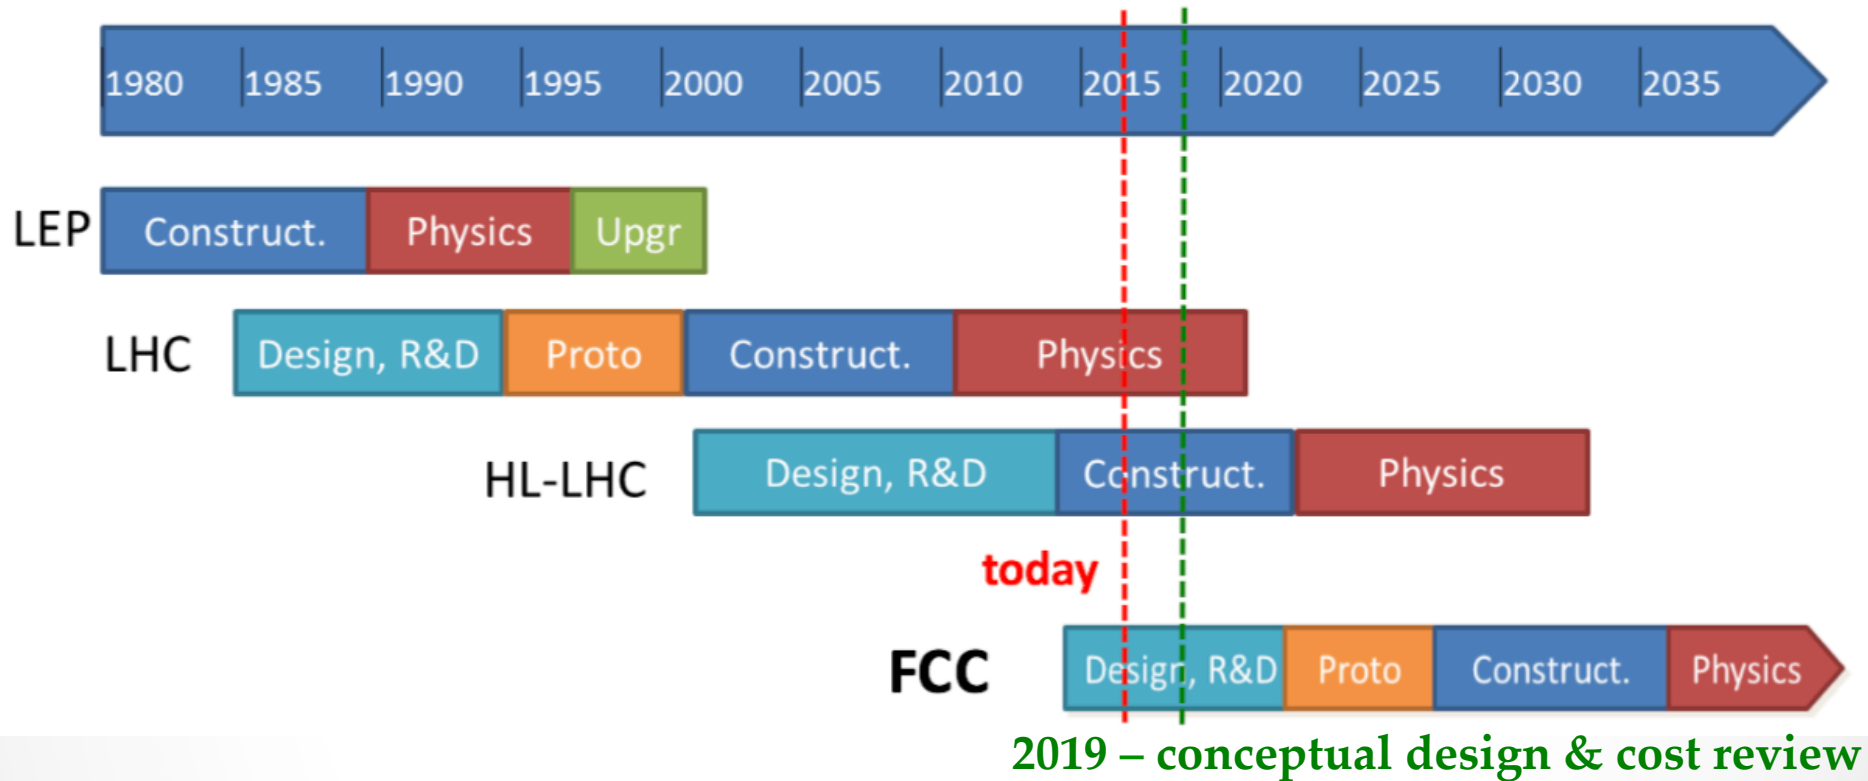 1980 1985 1990 1995 2000 2005 2010 2015 2020 2025 2030 2035
LEP Construct. Physics Upgr
LHC Design, R&D Proto Construct. Physics
HL-LHC Design, R&D Construct. Physics
today
FCC Design, R&D Proto Construct. Physics
2019 – conceptual design & cost review